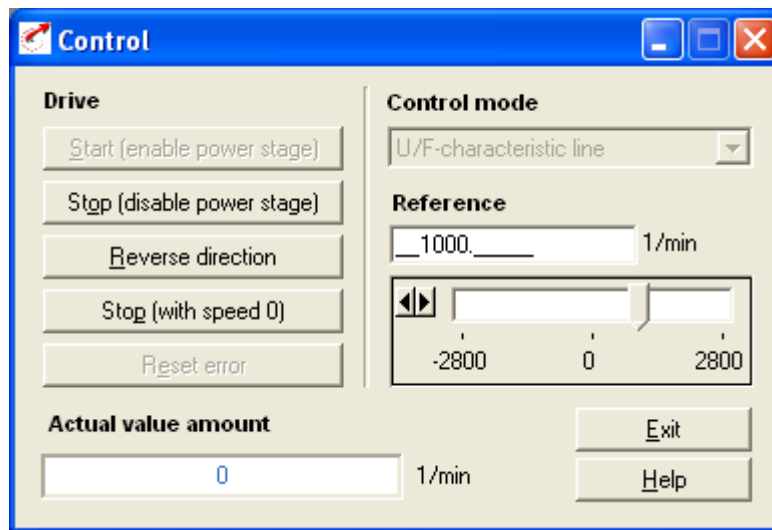 Control
Drive
Start (enable power stage)
Stop (disable power stage)
Reverse direction
Stop (with speed 0)
Reset error
Control mode
U/F-characteristic line
Reference
__1000._____ 1/min
-2800 0 2800
Actual value amount
0 1/min
Exit
Help